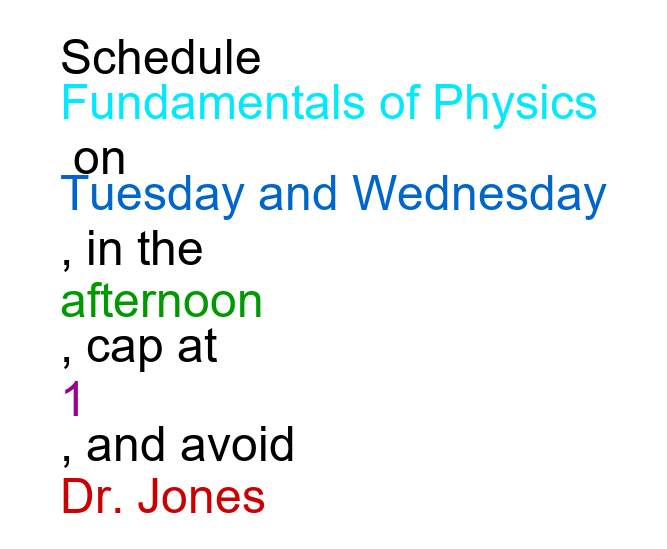 Schedule
Fundamentals of Physics
on
Tuesday and Wednesday
, in the
afternoon
, cap at
1
, and avoid
Dr. Jones